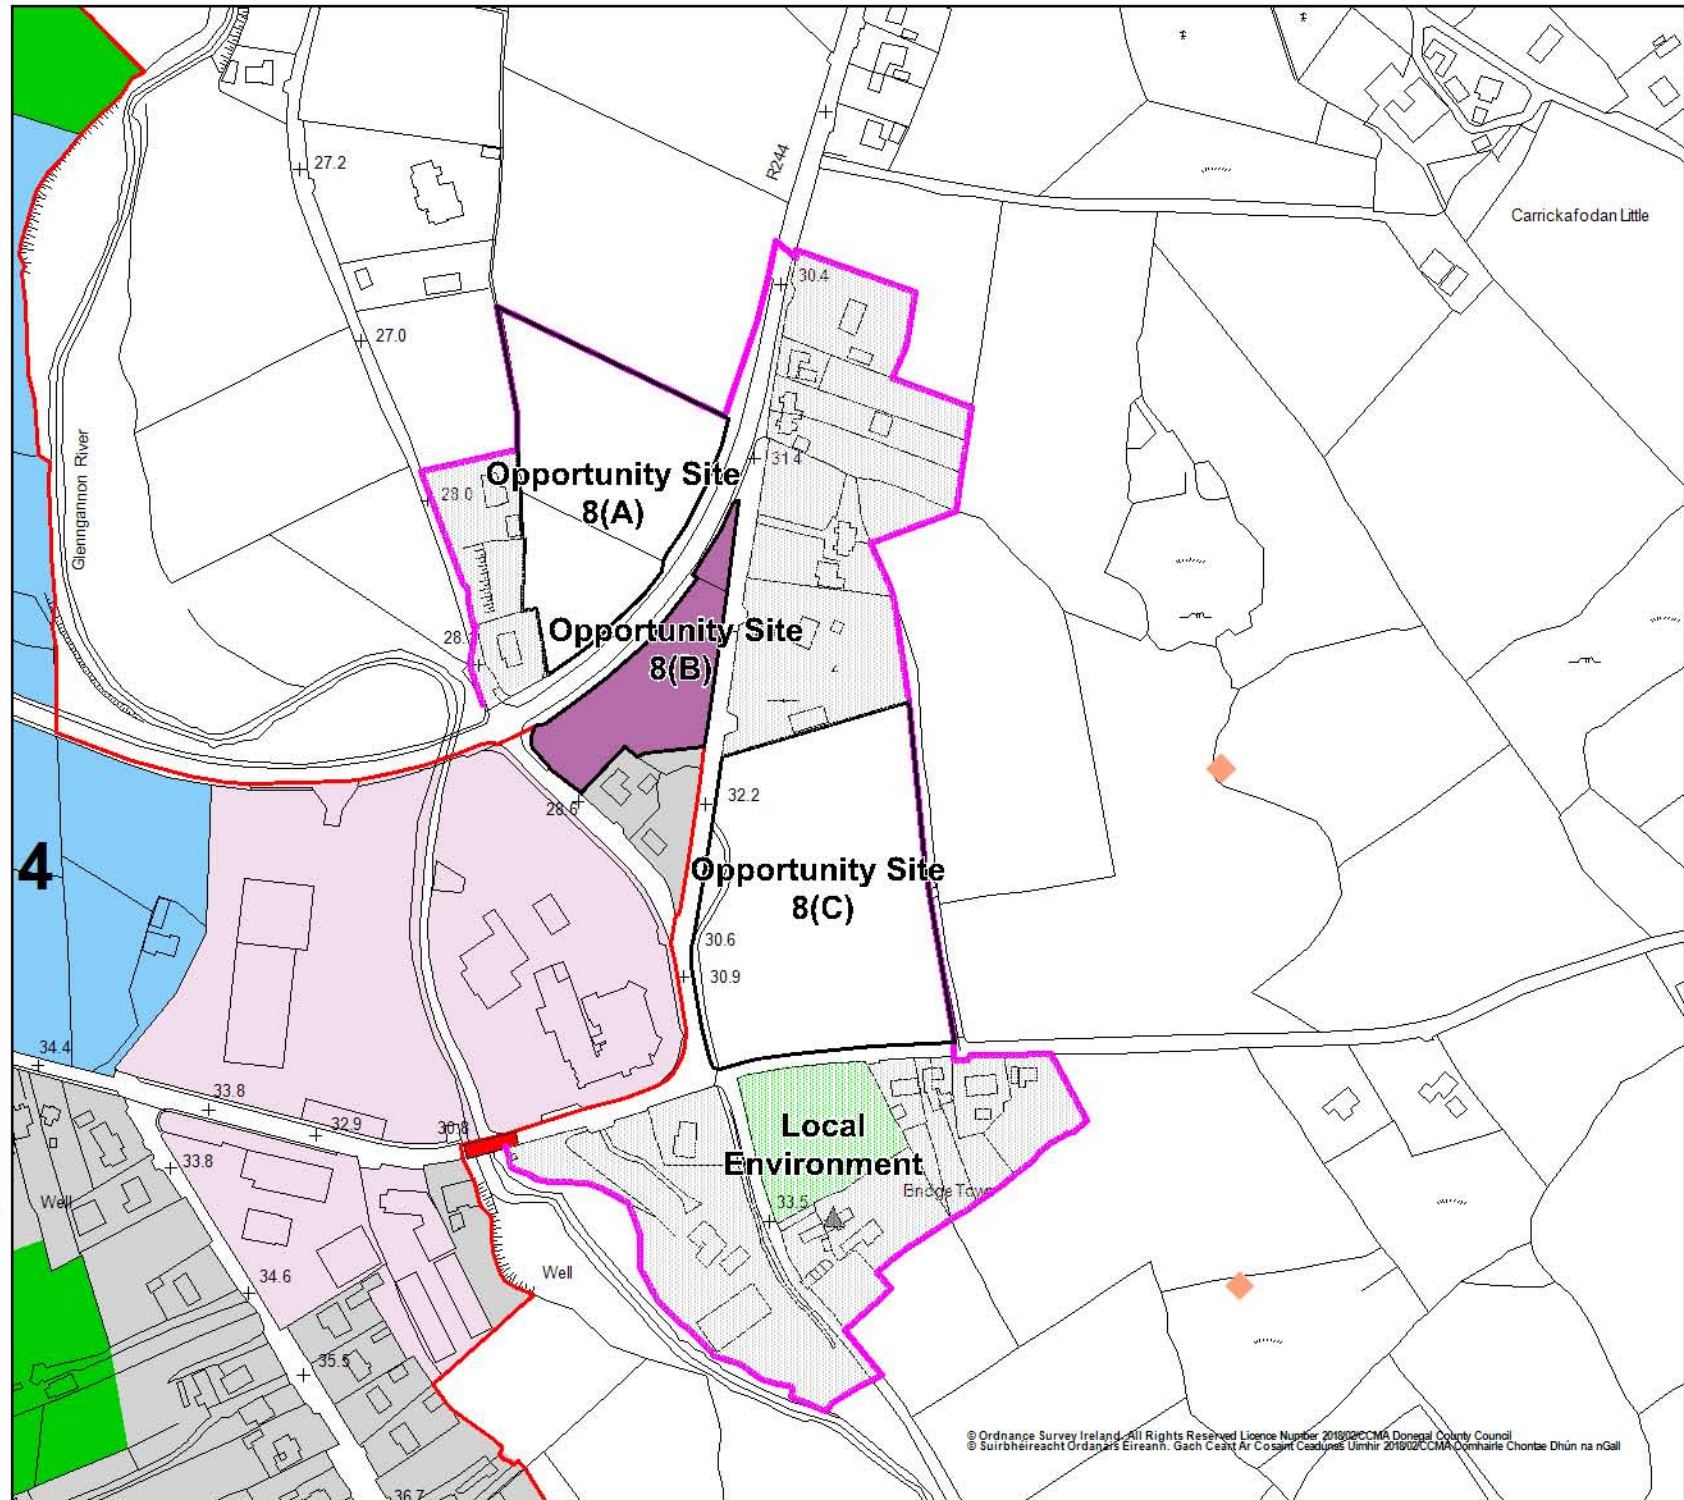 27.2
R244
Carrickafodan Little
30.4
27.0
Glenngannon River
31.4
Opportunity Site
8(A)
28.0
Opportunity Site
8(B)
28.
28.6
32.2
4
Opportunity Site
8(C)
30.6
30.9
34.4
33.8
32.9
30.8
33.8
Local
Environment
Bridge Town
33.5
Well
Well
34.6
35.5
36.7
© Ordnance Survey Ireland. All Rights Reserved Licence Number 2018/02/CCMA Donegal County Council
© Suirbhéireacht Ordanáis Éireann. Gach Ceart Ar Cosaint Ceadúnas Uimhir 2018/02/CCMA Comhairle Chontae Dhún na nGall